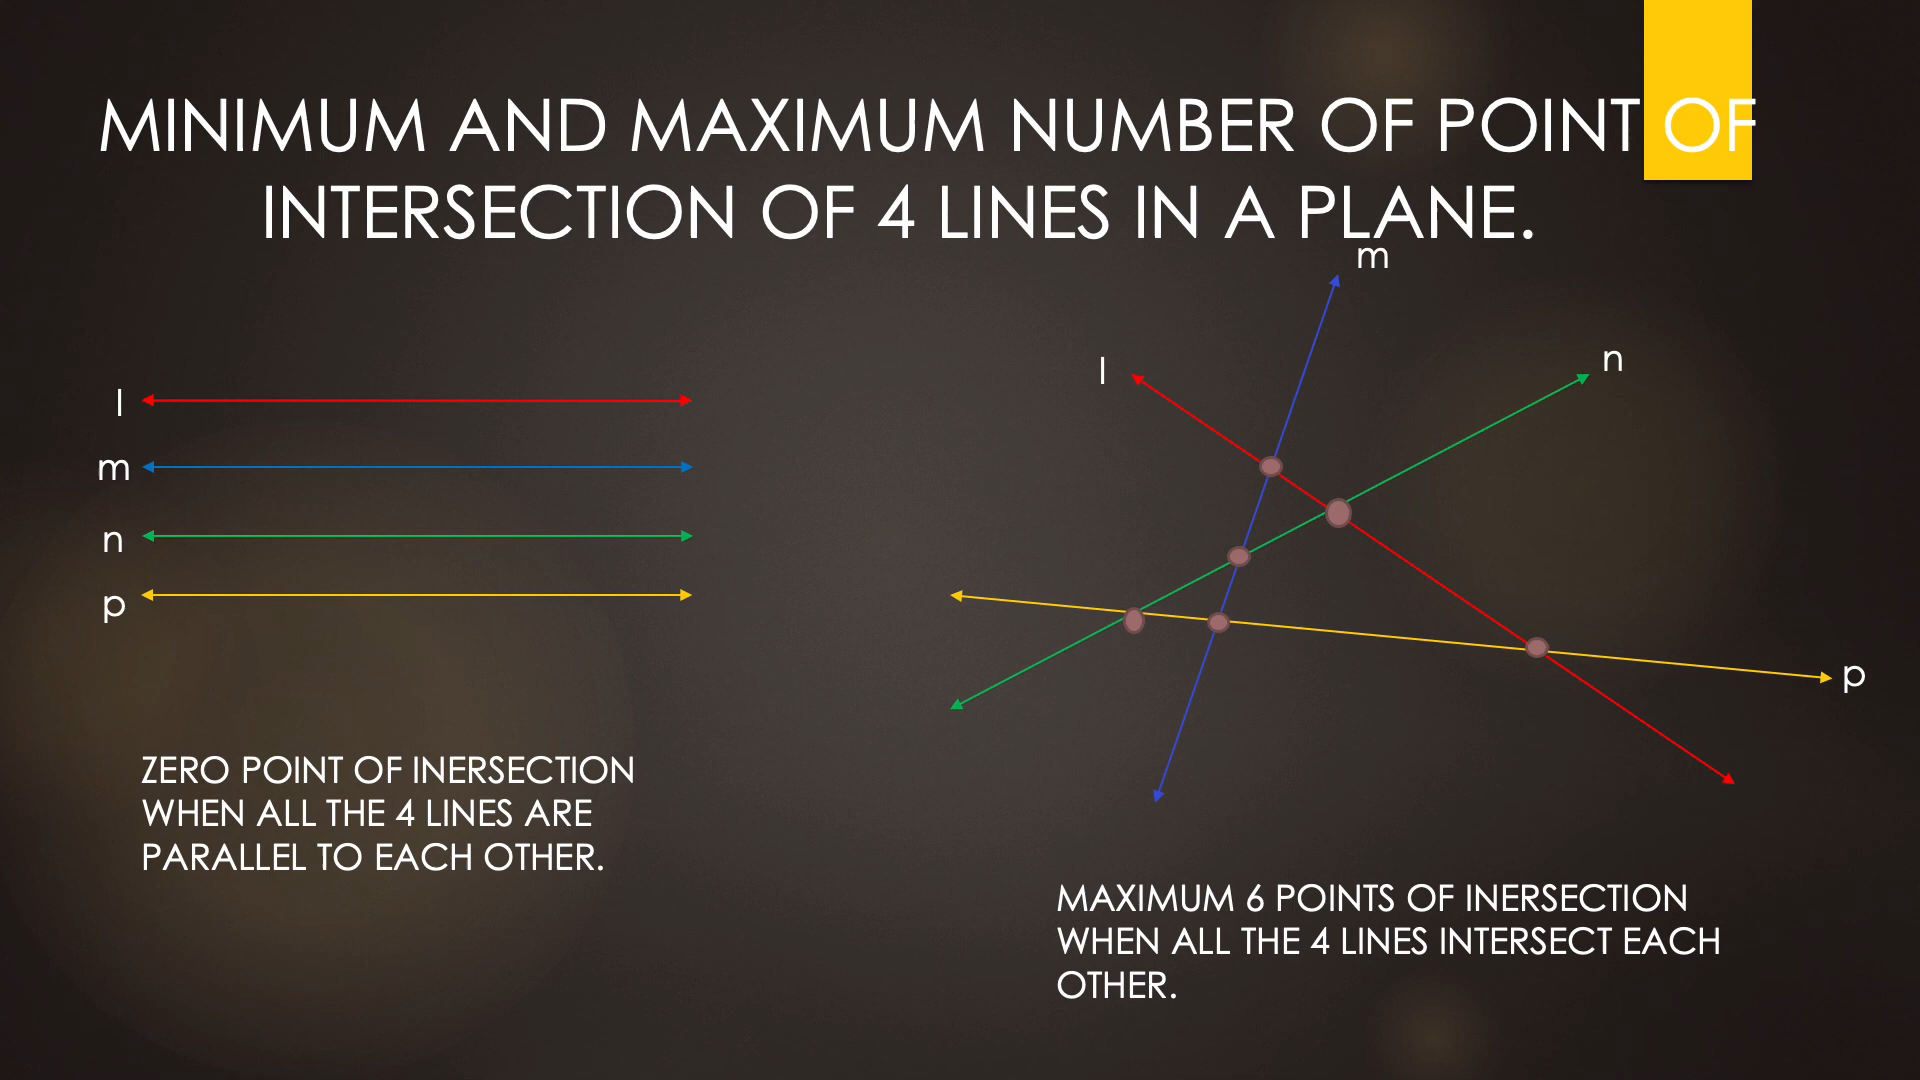 MINIMUM AND MAXIMUM NUMBER OF POINT OF
INTERSECTION OF 4 LINES IN A PLANE.
l
m
n
p
m
l
n
p
ZERO POINT OF INERSECTION
WHEN ALL THE 4 LINES ARE
PARALLEL TO EACH OTHER.
MAXIMUM 6 POINTS OF INERSECTION
WHEN ALL THE 4 LINES INTERSECT EACH
OTHER.